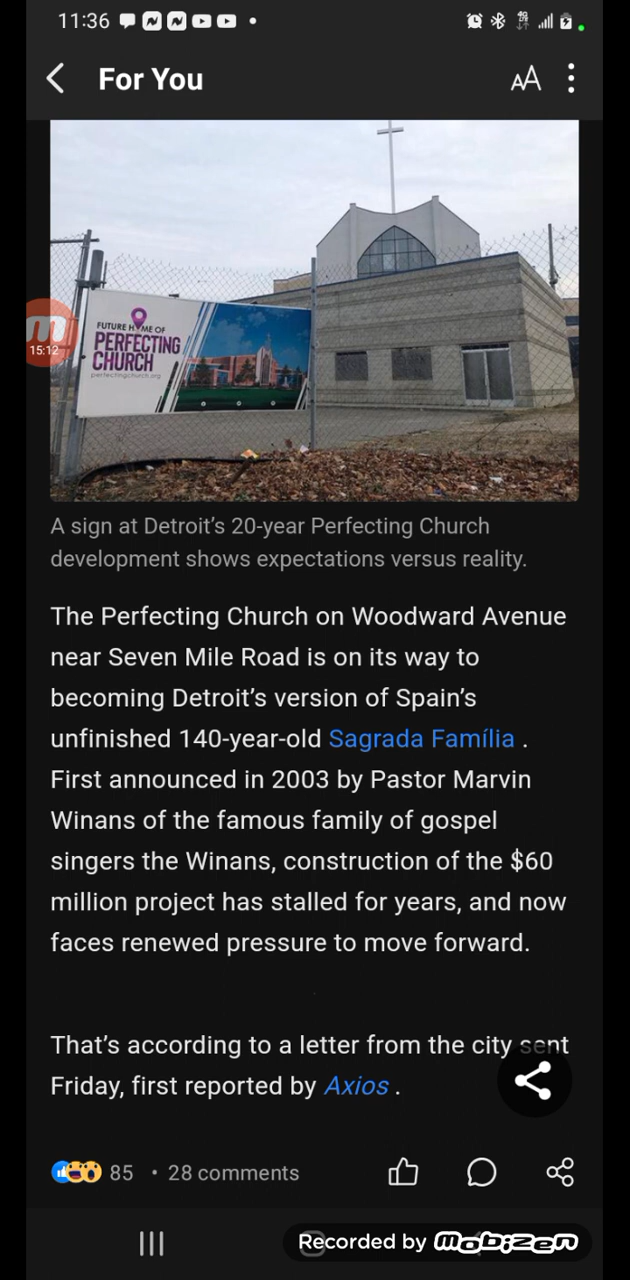 11:36
For You
AA
FUTURE HOME OF
PERFECTING
CHURCH
perfectingchurch.org
15:12
A sign at Detroit’s 20-year Perfecting Church
development shows expectations versus reality.
The Perfecting Church on Woodward Avenue
near Seven Mile Road is on its way to
becoming Detroit’s version of Spain’s
unfinished 140-year-old Sagrada Família .
First announced in 2003 by Pastor Marvin
Winans of the famous family of gospel
singers the Winans, construction of the $60
million project has stalled for years, and now
faces renewed pressure to move forward.
That’s according to a letter from the city sent
Friday, first reported by Axios .
85 • 28 comments
Recorded by mobizen